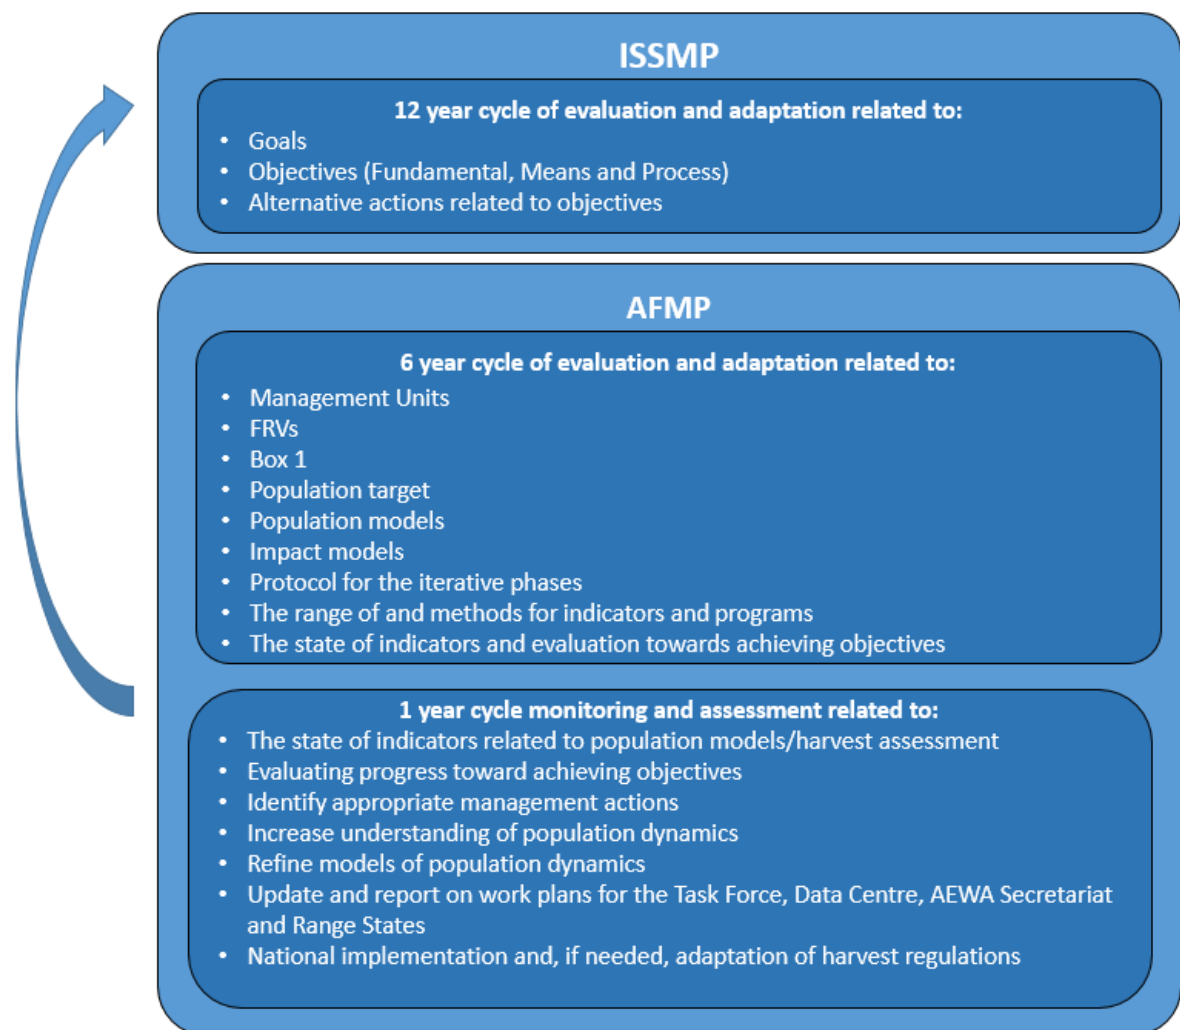 ISSMP
12 year cycle of evaluation and adaptation related to:
• Goals
• Objectives (Fundamental, Means and Process)
• Alternative actions related to objectives
AFMP
6 year cycle of evaluation and adaptation related to:
• Management Units
• FRVs
• Box 1
• Population target
• Population models
• Impact models
• Protocol for the iterative phases
• The range of and methods for indicators and programs
• The state of indicators and evaluation towards achieving objectives
1 year cycle monitoring and assessment related to:
• The state of indicators related to population models/harvest assessment
• Evaluating progress toward achieving objectives
• Identify appropriate management actions
• Increase understanding of population dynamics
• Refine models of population dynamics
• Update and report on work plans for the Task Force, Data Centre, AEWA Secretariat
and Range States
• National implementation and, if needed, adaptation of harvest regulations